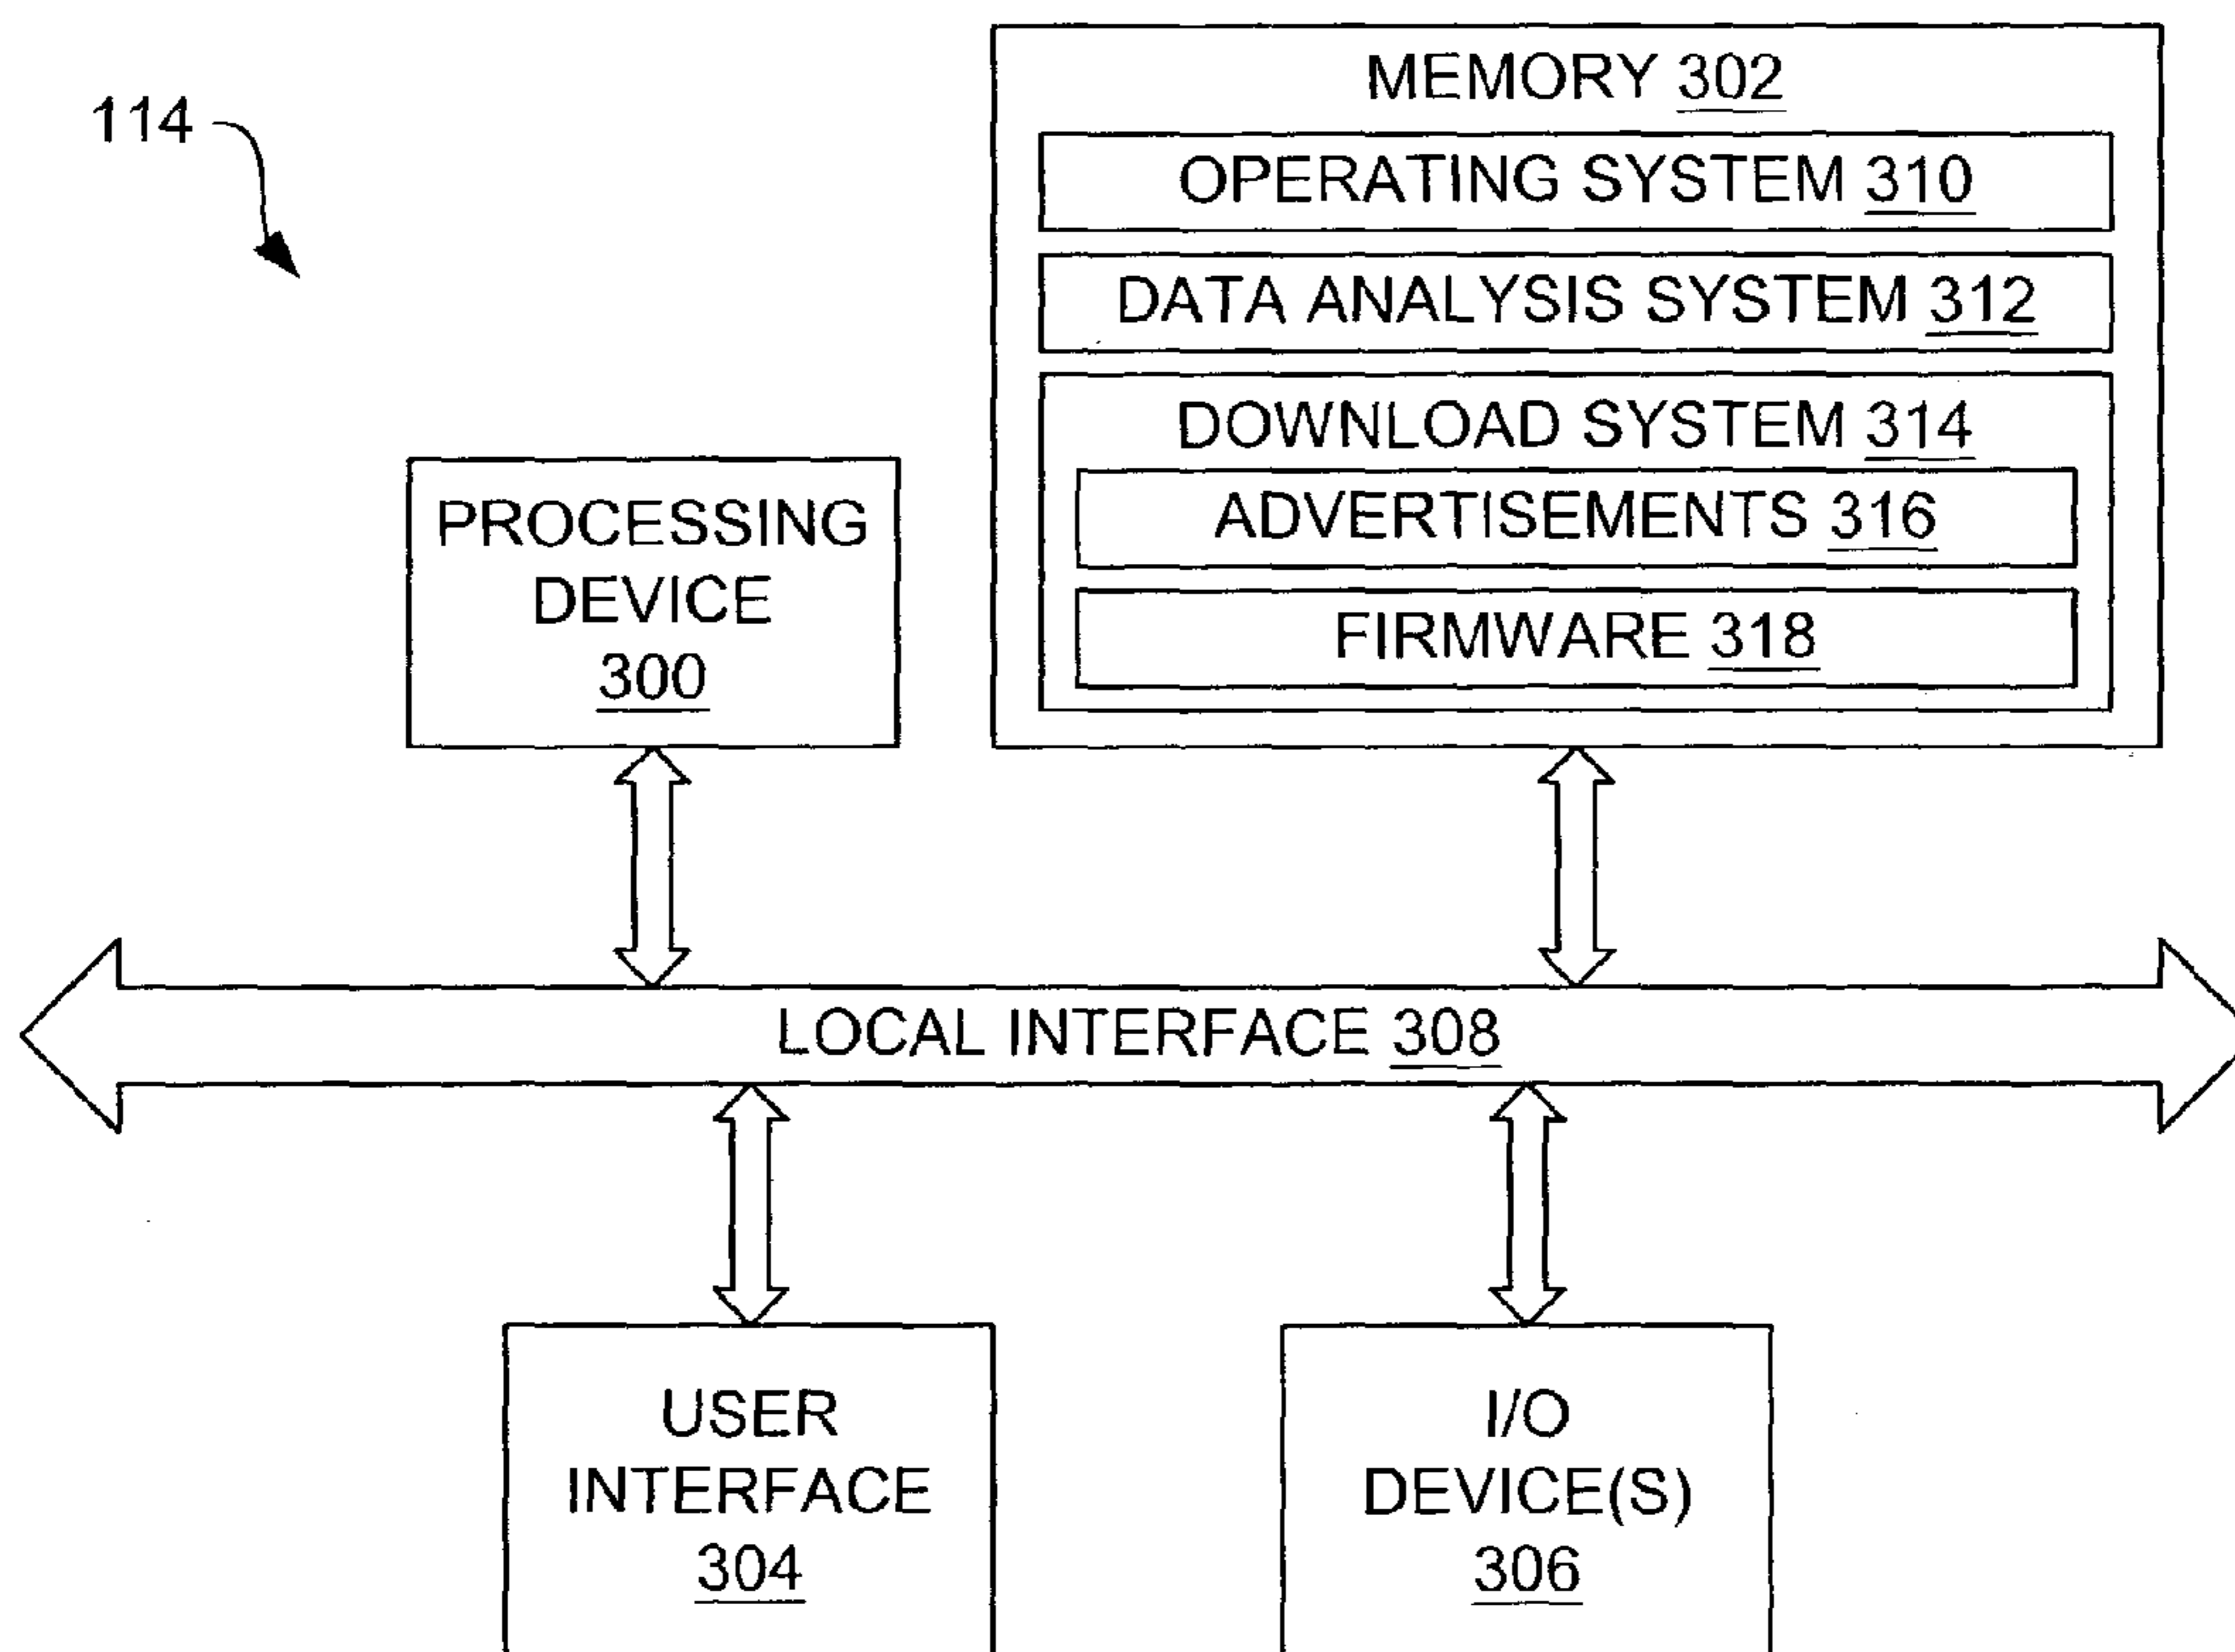 114
MEMORY 302
OPERATING SYSTEM 310
DATA ANALYSIS SYSTEM 312
DOWNLOAD SYSTEM 314
ADVERTISEMENTS 316
FIRMWARE 318
PROCESSING
DEVICE
300
LOCAL INTERFACE 308
USER
INTERFACE
304
I/O
DEVICE(S)
306